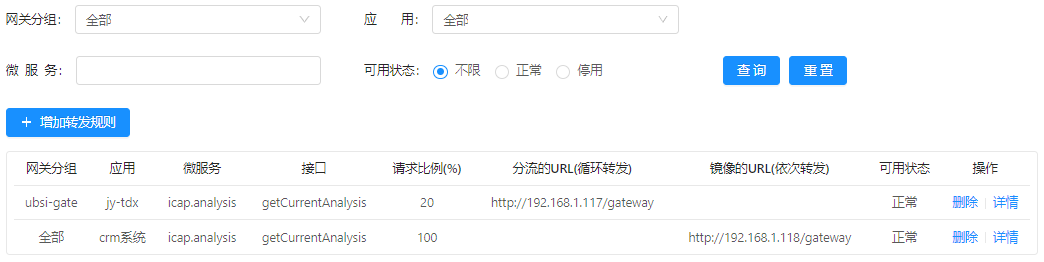 网关分组: 全部 应 用: 全部
微 服 务: 可用状态: 不限 正常 停用 查 询 重 置
+ 增加转发规则
网关分组 应用 微服务 接口 请求比例(%) 分流的URL(循环转发) 镜像的URL(依次转发) 可用状态 操作
ubsi-gate jy-tdx icap.analysis getCurrentAnalysis 20 http://192.168.1.117/gateway 正常 删除 详情
全部 crm系统 icap.analysis getCurrentAnalysis 100 http://192.168.1.118/gateway 正常 删除 详情